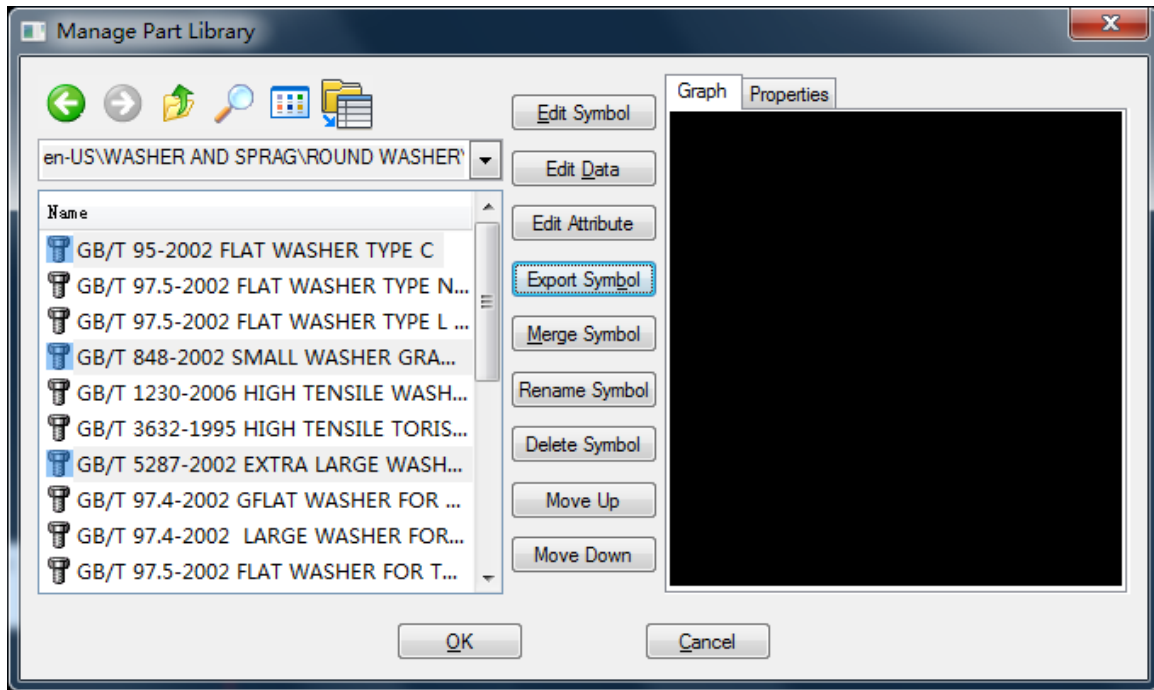 Manage Part Library
en-US\WASHER AND SPRAG\ROUND WASHER\
Name
GB/T 95-2002 FLAT WASHER TYPE C
GB/T 97.5-2002 FLAT WASHER TYPE N...
GB/T 97.5-2002 FLAT WASHER TYPE L ...
GB/T 848-2002 SMALL WASHER GRA...
GB/T 1230-2006 HIGH TENSILE WASH...
GB/T 3632-1995 HIGH TENSILE TORIS...
GB/T 5287-2002 EXTRA LARGE WASH...
GB/T 97.4-2002 GFLAT WASHER FOR ...
GB/T 97.4-2002 LARGE WASHER FOR...
GB/T 97.5-2002 FLAT WASHER FOR T...
Edit Symbol
Edit Data
Edit Attribute
Export Symbol
Merge Symbol
Rename Symbol
Delete Symbol
Move Up
Move Down
Graph
Properties
OK
Cancel